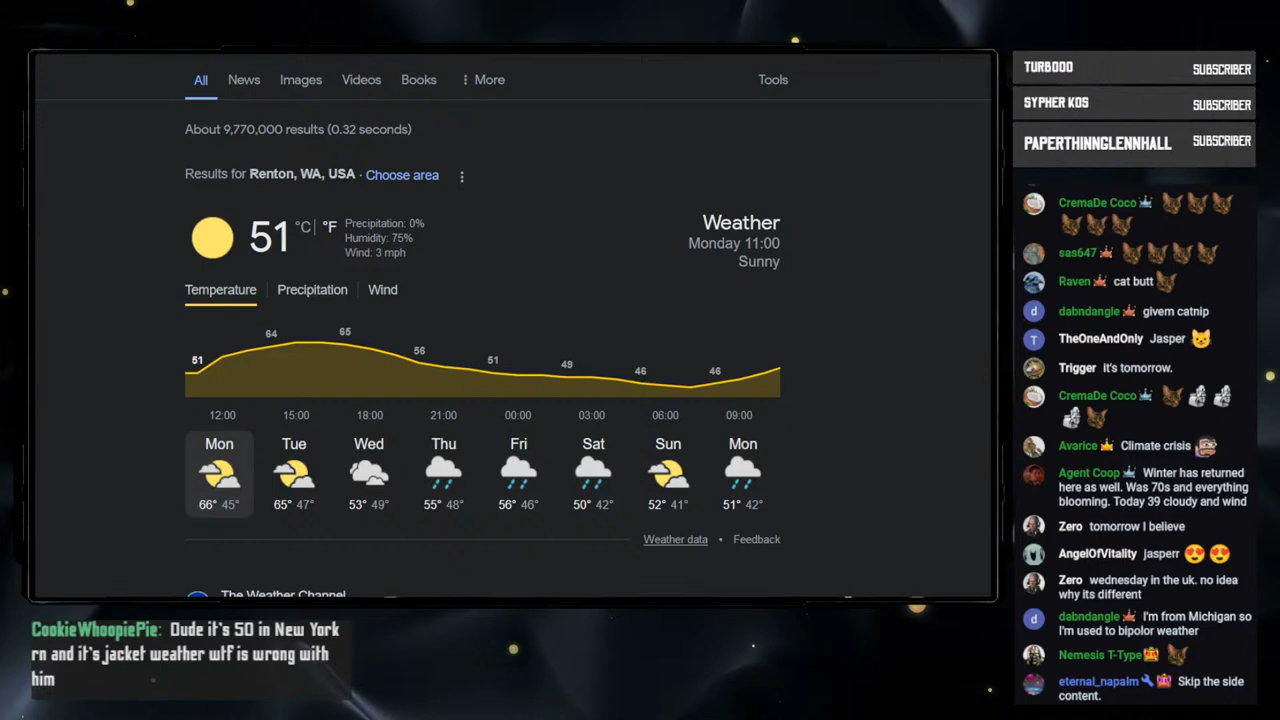 All News Images Videos Books More Tools
About 9,770,000 results (0.32 seconds)
Results for Renton, WA, USA · Choose area
51 °C | °F
Precipitation: 0%
Humidity: 75%
Wind: 3 mph
Weather
Monday 11:00
Sunny
Temperature | Precipitation | Wind
51 64 65 56 51 49 46 46
12:00 15:00 18:00 21:00 00:00 03:00 06:00 09:00
Mon Tue Wed Thu Fri Sat Sun Mon
66° 45° 65° 47° 53° 49° 55° 48° 56° 46° 50° 42° 52° 41° 51° 42°
Weather data • Feedback
The Weather Channel
CookieWhoopiePie: Dude it's 50 in New York
rn and it's jacket weather wtf is wrong with
him
TURBOOO SUBSCRIBER
SYPHER KOS SUBSCRIBER
PAPERTHINNGLENNHALL SUBSCRIBER
CremaDe Coco
sas647
Raven cat butt
d dabndangle givem catnip
T TheOneAndOnly Jasper
Trigger it's tomorrow.
CremaDe Coco
Avarice Climate crisis
Agent Coop Winter has returned
here as well. Was 70s and everything
blooming. Today 39 cloudy and wind
Zero tomorrow I believe
AngelOfVitality jasperr
Zero wednesday in the uk. no idea
why its different
d dabndangle I'm from Michigan so
I'm used to bipolor weather
Nemesis T-Type
eternal_napalm Skip the side
content.